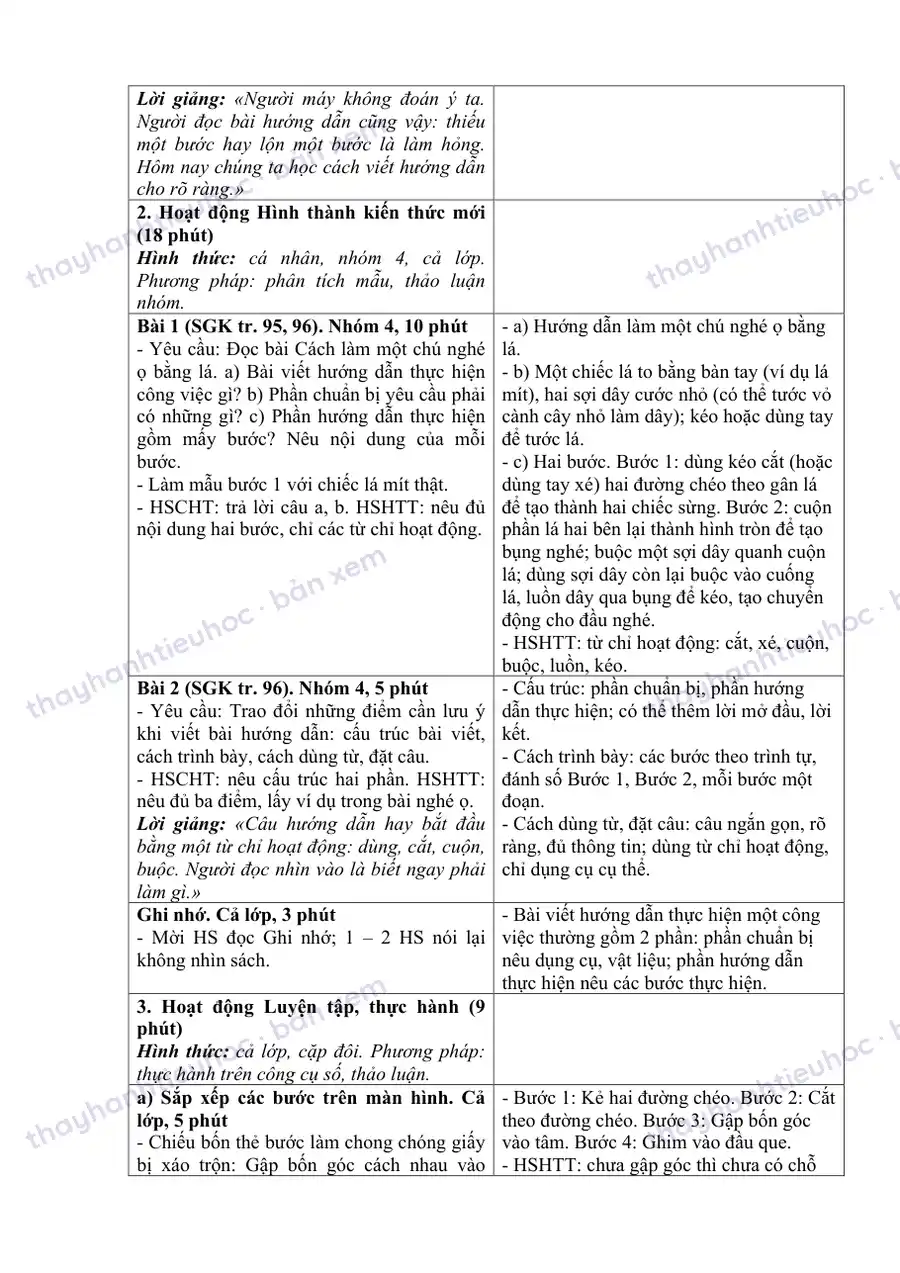 Lời giảng: «Người máy không đoán ý ta.
Người đọc bài hướng dẫn cũng vậy: thiếu
một bước hay lộn một bước là làm hỏng.
Hôm nay chúng ta học cách viết hướng dẫn
cho rõ ràng.»
2. Hoạt động Hình thành kiến thức mới
(18 phút)
Hình thức: cá nhân, nhóm 4, cả lớp.
Phương pháp: phân tích mẫu, thảo luận
nhóm.
Bài 1 (SGK tr. 95, 96). Nhóm 4, 10 phút
- Yêu cầu: Đọc bài Cách làm một chú nghé
ọ bằng lá. a) Bài viết hướng dẫn thực hiện
công việc gì? b) Phần chuẩn bị yêu cầu phải
có những gì? c) Phần hướng dẫn thực hiện
gồm mấy bước? Nêu nội dung của mỗi
bước.
- Làm mẫu bước 1 với chiếc lá mít thật.
- HSCHT: trả lời câu a, b. HSHTT: nêu đủ
nội dung hai bước, chỉ các từ chỉ hoạt động.
- a) Hướng dẫn làm một chú nghé ọ bằng
lá.
- b) Một chiếc lá to bằng bàn tay (ví dụ lá
mít), hai sợi dây cước nhỏ (có thể tước vỏ
cành cây nhỏ làm dây); kéo hoặc dùng tay
để tước lá.
- c) Hai bước. Bước 1: dùng kéo cắt (hoặc
dùng tay xé) hai đường chéo theo gân lá
để tạo thành hai chiếc sừng. Bước 2: cuộn
phần lá hai bên lại thành hình tròn để tạo
bụng nghé; buộc một sợi dây quanh cuộn
lá; dùng sợi dây còn lại buộc vào cuống
lá, luồn dây qua bụng để kéo, tạo chuyển
động cho đầu nghé.
- HSHTT: từ chỉ hoạt động: cắt, xé, cuộn,
buộc, luồn, kéo.
Bài 2 (SGK tr. 96). Nhóm 4, 5 phút
- Yêu cầu: Trao đổi những điểm cần lưu ý
khi viết bài hướng dẫn: cấu trúc bài viết,
cách trình bày, cách dùng từ, đặt câu.
- HSCHT: nêu cấu trúc hai phần. HSHTT:
nêu đủ ba điểm, lấy ví dụ trong bài nghé ọ.
Lời giảng: «Câu hướng dẫn hay bắt đầu
bằng một từ chỉ hoạt động: dùng, cắt, cuộn,
buộc. Người đọc nhìn vào là biết ngay phải
làm gì.»
- Cấu trúc: phần chuẩn bị, phần hướng
dẫn thực hiện; có thể thêm lời mở đầu, lời
kết.
- Cách trình bày: các bước theo trình tự,
đánh số Bước 1, Bước 2, mỗi bước một
đoạn.
- Cách dùng từ, đặt câu: câu ngắn gọn, rõ
ràng, đủ thông tin; dùng từ chỉ hoạt động,
chỉ dụng cụ cụ thể.
Ghi nhớ. Cả lớp, 3 phút
- Mời HS đọc Ghi nhớ; 1 – 2 HS nói lại
không nhìn sách.
- Bài viết hướng dẫn thực hiện một công
việc thường gồm 2 phần: phần chuẩn bị
nêu dụng cụ, vật liệu; phần hướng dẫn
thực hiện nêu các bước thực hiện.
3. Hoạt động Luyện tập, thực hành (9
phút)
Hình thức: cả lớp, cặp đôi. Phương pháp:
thực hành trên công cụ số, thảo luận.
a) Sắp xếp các bước trên màn hình. Cả
lớp, 5 phút
- Chiếu bốn thẻ bước làm chong chóng giấy
bị xáo trộn: Gập bốn góc cách nhau vào
- Bước 1: Kẻ hai đường chéo. Bước 2: Cắt
theo đường chéo. Bước 3: Gập bốn góc
vào tâm. Bước 4: Ghim vào đầu que.
- HSHTT: chưa gập góc thì chưa có chỗ
thayhanhtieuhoc · bản xem
thayhanhtieuhoc · b
thayhanhtieuhoc · bản xem
thayhanhtieuhoc · b
thayhanhtieuhoc · bản xem
thayhanhtieuhoc · b